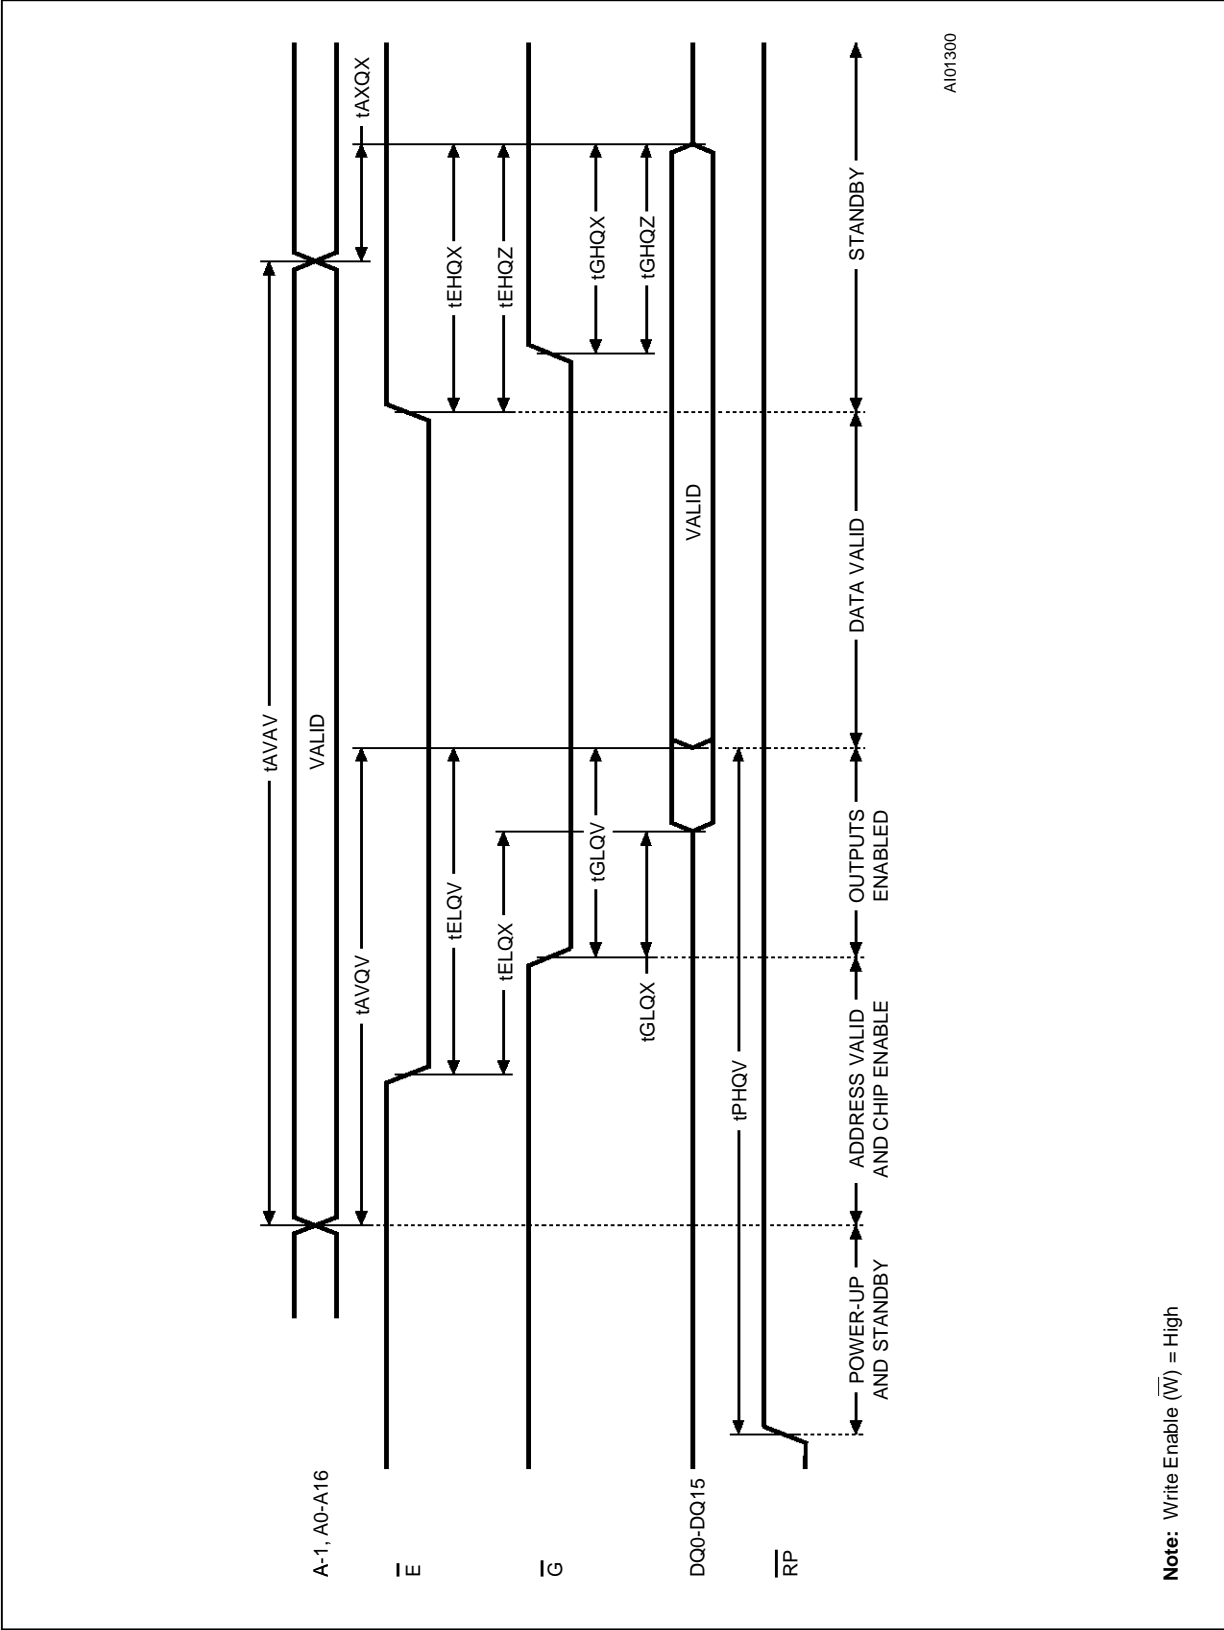 tAVAV
A-1, A0-A16
VALID
tAVQV
tAXQX
E
tELQV
tEHQX
tELQX
tEHQZ
G
tGLQV
tGHQX
tGLQX
tGHQZ
DQ0-DQ15
VALID
tPHQV
RP
POWER-UP
AND STANDBY
ADDRESS VALID
AND CHIP ENABLE
OUTPUTS
ENABLED
DATA VALID
STANDBY
AI01300
Note: Write Enable (W) = High